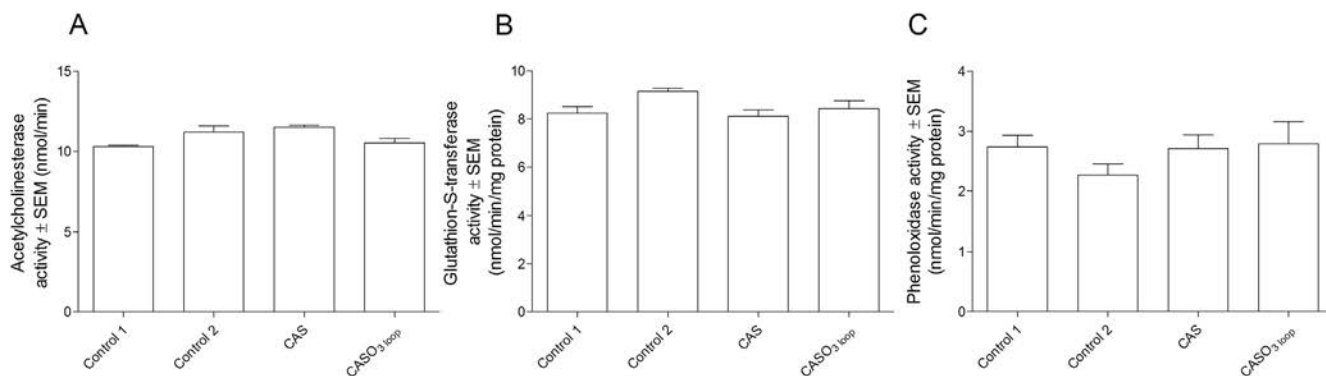 A
Acetylcholinesterase
activity ± SEM (nmol/min)
15
10
5
0
Control 1
Control 2
CAS
CASO3 loop
B
Glutathion-S-transferase
activity ± SEM
(nmol/min/mg protein)
10
8
6
4
2
0
Control 1
Control 2
CAS
CASO3 loop
C
Phenoloxidase activity ± SEM
(nmol/min/mg protein)
4
3
2
1
0
Control 1
Control 2
CAS
CASO3 loop